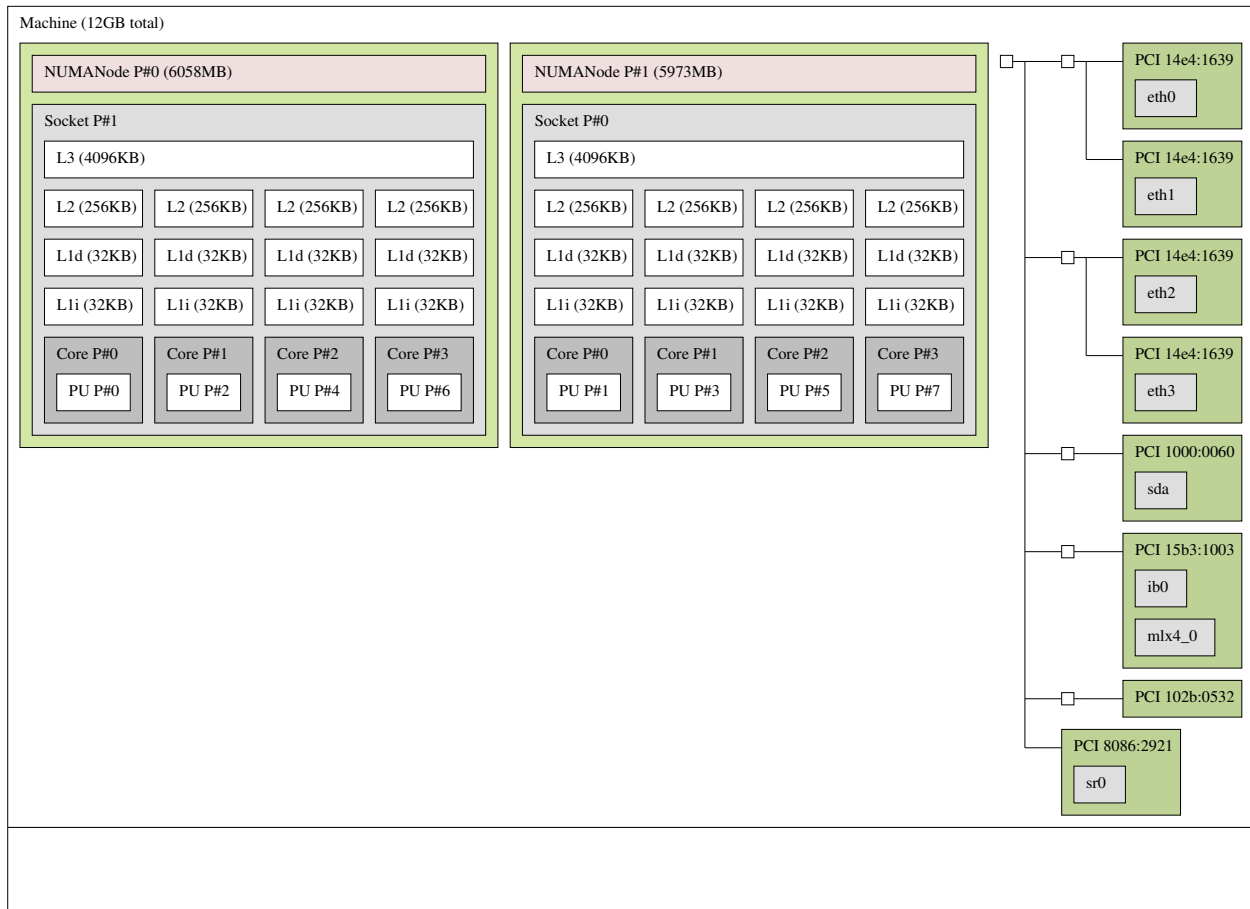 Machine (12GB total)
NUMANode P#0 (6058MB)
Socket P#1
L3 (4096KB)
L2 (256KB) L2 (256KB) L2 (256KB) L2 (256KB)
L1d (32KB) L1d (32KB) L1d (32KB) L1d (32KB)
L1i (32KB) L1i (32KB) L1i (32KB) L1i (32KB)
Core P#0 Core P#1 Core P#2 Core P#3
PU P#0 PU P#2 PU P#4 PU P#6
NUMANode P#1 (5973MB)
Socket P#0
L3 (4096KB)
L2 (256KB) L2 (256KB) L2 (256KB) L2 (256KB)
L1d (32KB) L1d (32KB) L1d (32KB) L1d (32KB)
L1i (32KB) L1i (32KB) L1i (32KB) L1i (32KB)
Core P#0 Core P#1 Core P#2 Core P#3
PU P#1 PU P#3 PU P#5 PU P#7
PCI 14e4:1639
eth0
PCI 14e4:1639
eth1
PCI 14e4:1639
eth2
PCI 14e4:1639
eth3
PCI 1000:0060
sda
PCI 15b3:1003
ib0
mlx4_0
PCI 102b:0532
PCI 8086:2921
sr0